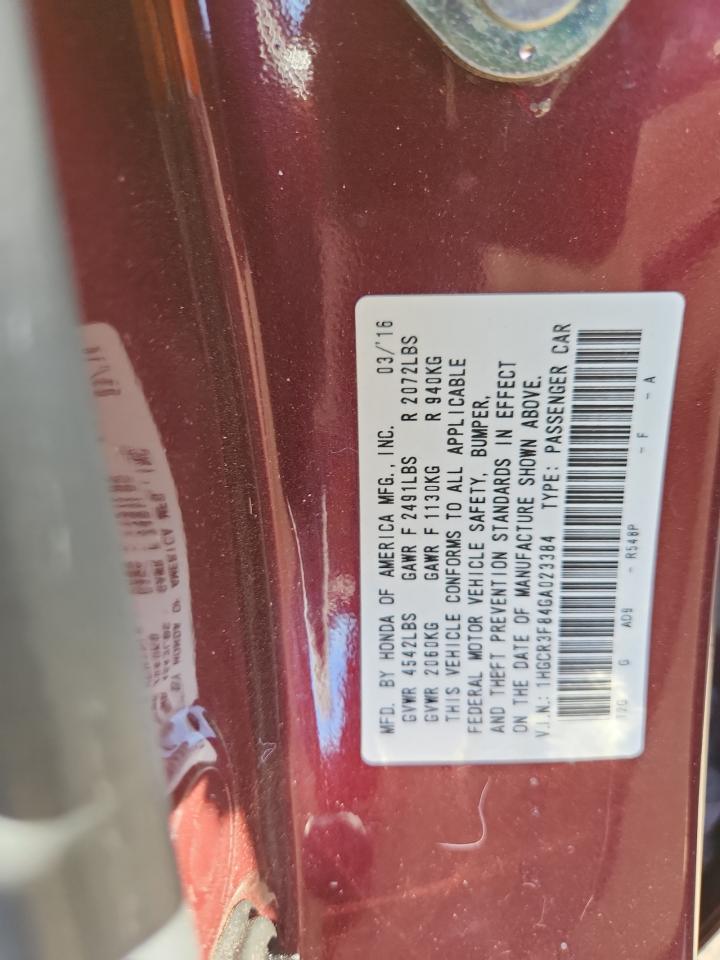 MFD. BY HONDA OF AMERICA MFG., INC. 03/'16
GVWR 4542LBS GAWR F 2491LBS R 2072LBS
GVWR 2060KG GAWR F 1130KG R 940KG
THIS VEHICLE CONFORMS TO ALL APPLICABLE
FEDERAL MOTOR VEHICLE SAFETY, BUMPER,
AND THEFT PREVENTION STANDARDS IN EFFECT
ON THE DATE OF MANUFACTURE SHOWN ABOVE.
V.I.N.: 1HGCR3F84GA023384 TYPE: PASSENGER CAR
G AD9 - R548P - F - A